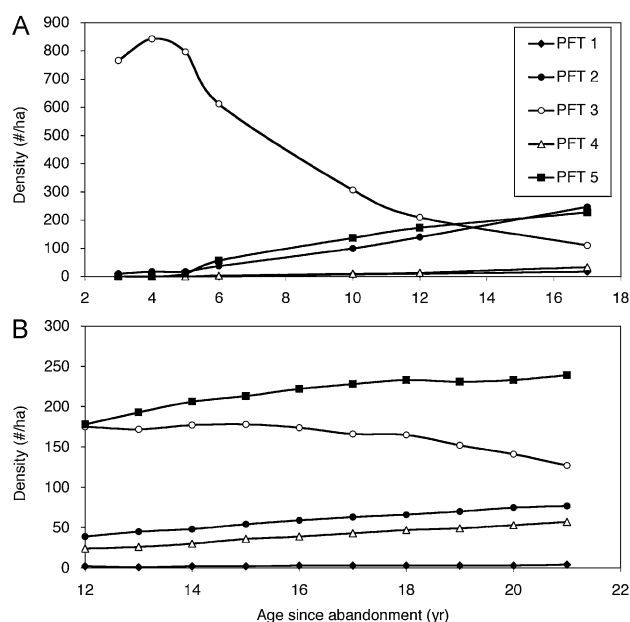 A
900
800
700
600
500
400
300
200
100
0
Density (#/ha)
2 4 6 8 10 12 14 16 18
PFT 1
PFT 2
PFT 3
PFT 4
PFT 5
B
300
250
200
150
100
50
0
Density (#/ha)
12 14 16 18 20 22
Age since abandonment (yr)